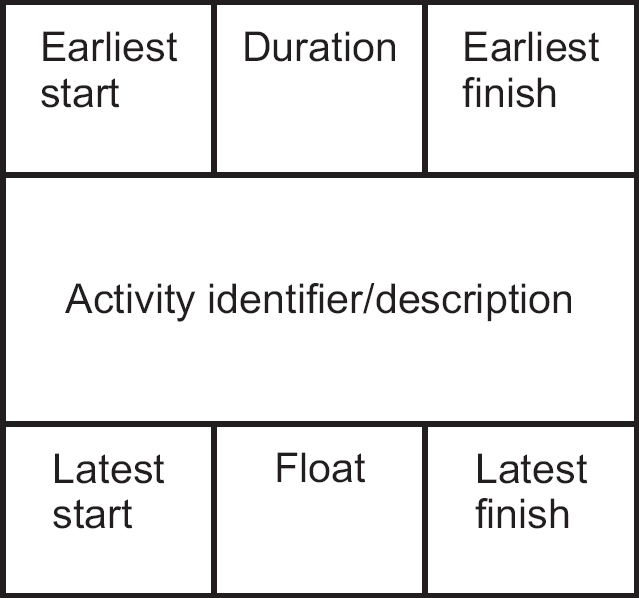 Earliest
start
Duration
Earliest
finish
Activity identifier/description
Latest
start
Float
Latest
finish